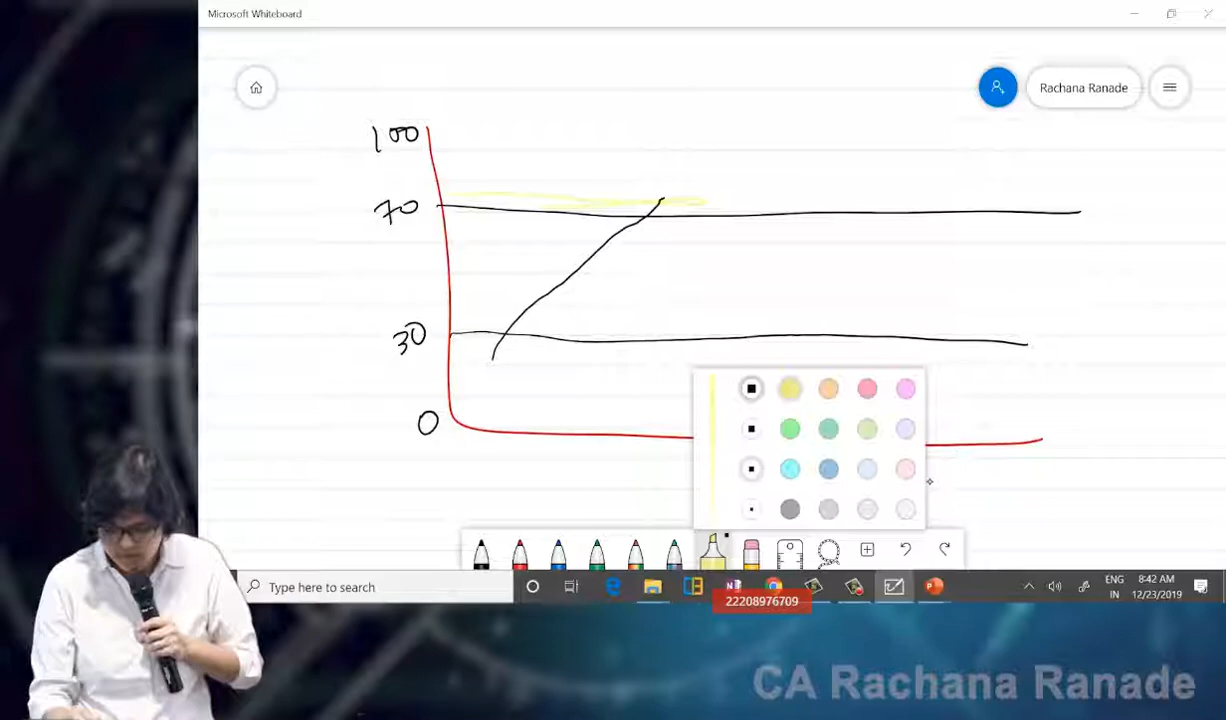 Microsoft Whiteboard
Rachana Ranade
100
70
30
0
Type here to search
22208976709
ENG
IN
8:42 AM
12/23/2019
CA Rachana Ranade